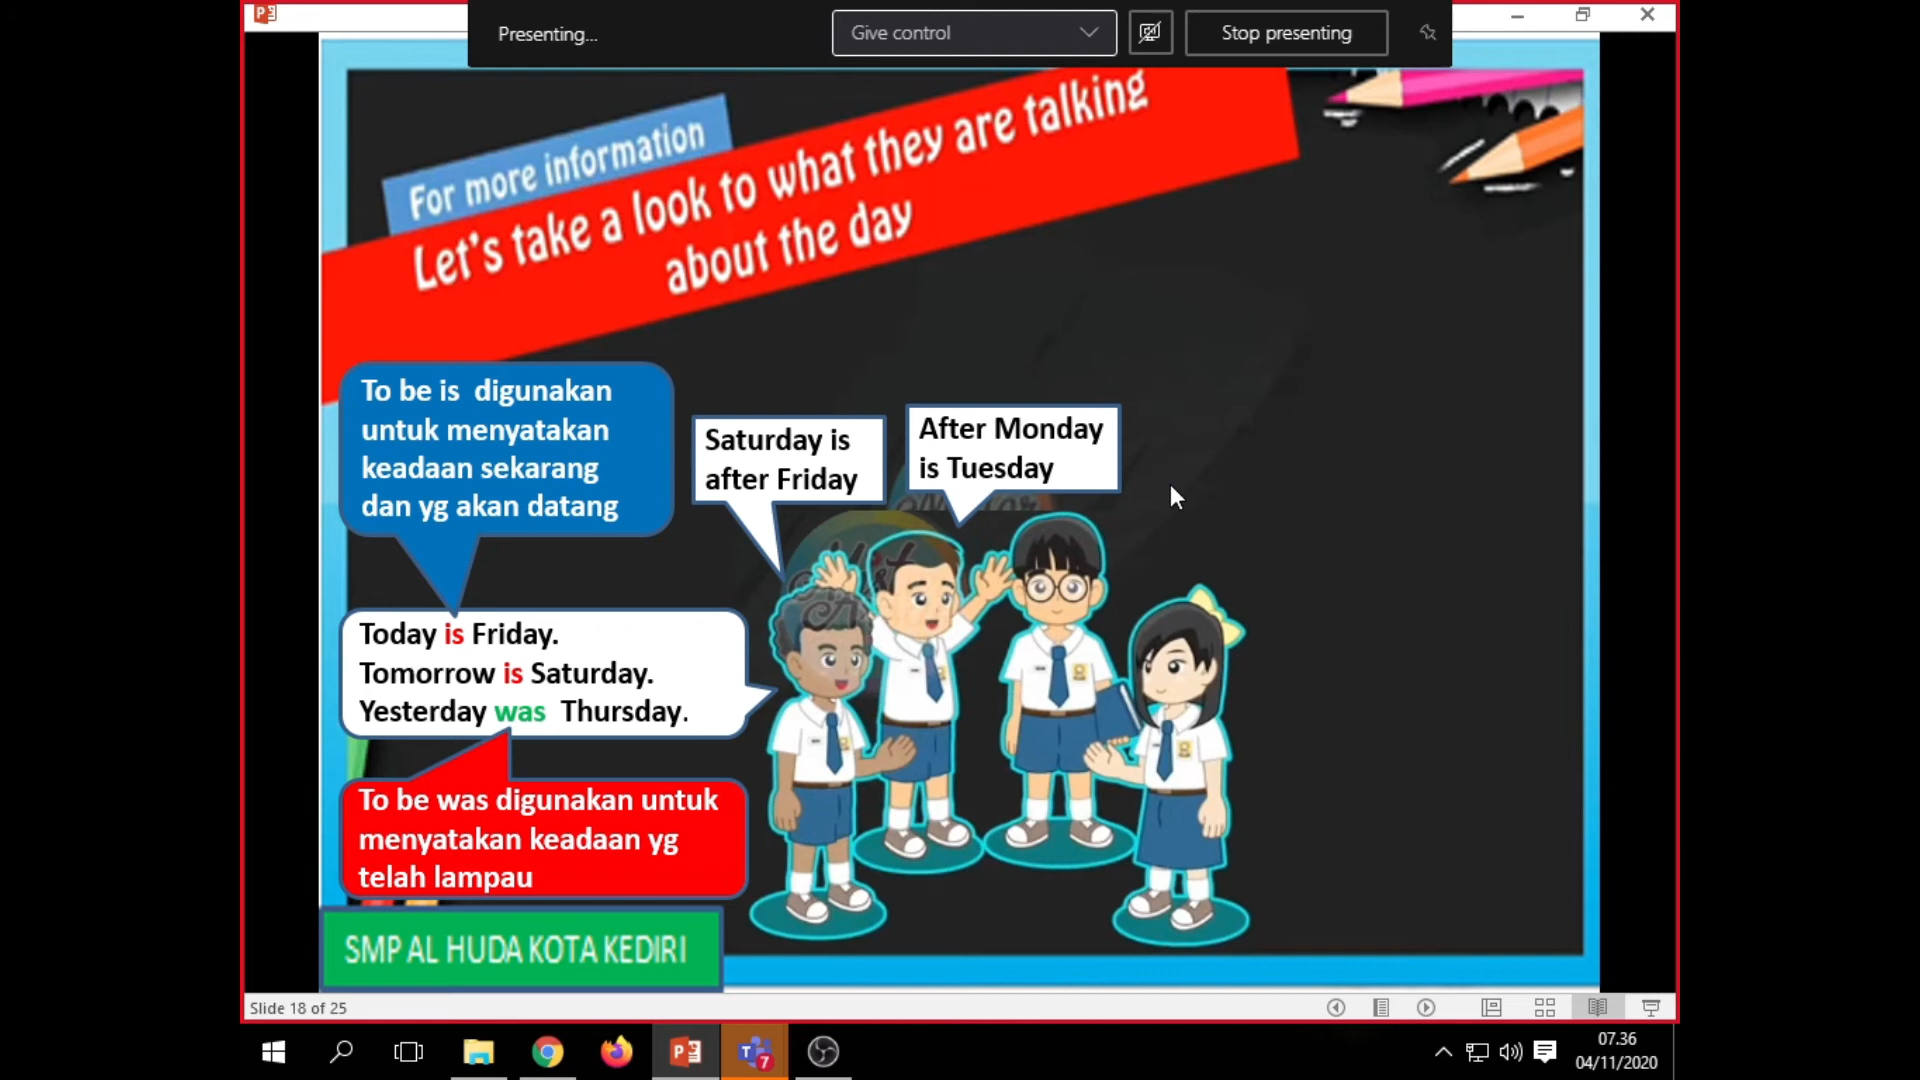 Presenting...
Give control
Stop presenting
For more information
Let's take a look to what they are talking
about the day
To be is digunakan
untuk menyatakan
keadaan sekarang
dan yg akan datang
Saturday is
after Friday
After Monday
is Tuesday
Today is Friday.
Tomorrow is Saturday.
Yesterday was Thursday.
To be was digunakan untuk
menyatakan keadaan yg
telah lampau
SMP AL HUDA KOTA KEDIRI
Slide 18 of 25
7
07.36
04/11/2020